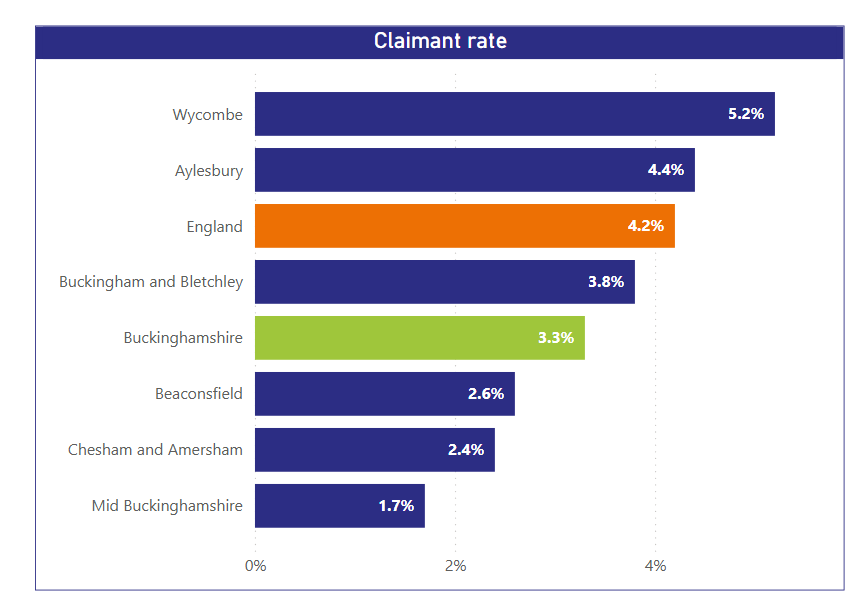 Claimant rate
Wycombe 5.2%
Aylesbury 4.4%
England 4.2%
Buckingham and Bletchley 3.8%
Buckinghamshire 3.3%
Beaconsfield 2.6%
Chesham and Amersham 2.4%
Mid Buckinghamshire 1.7%
0% 2% 4%